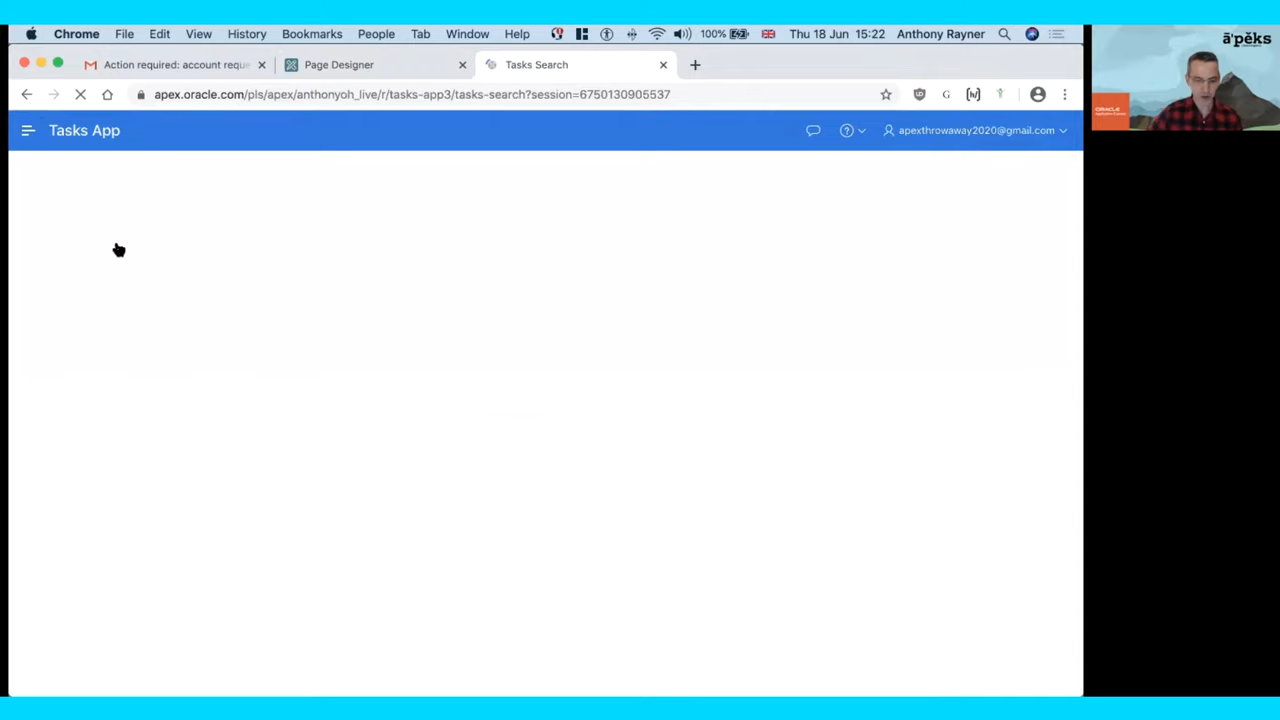 Chrome File Edit View History Bookmarks People Tab Window Help 100% Thu 18 Jun 15:22 Anthony Rayner
āˈpĕks
Action required: account reque
Page Designer
Tasks Search
apex.oracle.com/pls/apex/anthonyoh_live/r/tasks-app3/tasks-search?session=6750130905537
ORACLE
Tasks App
apexthrowaway2020@gmail.com